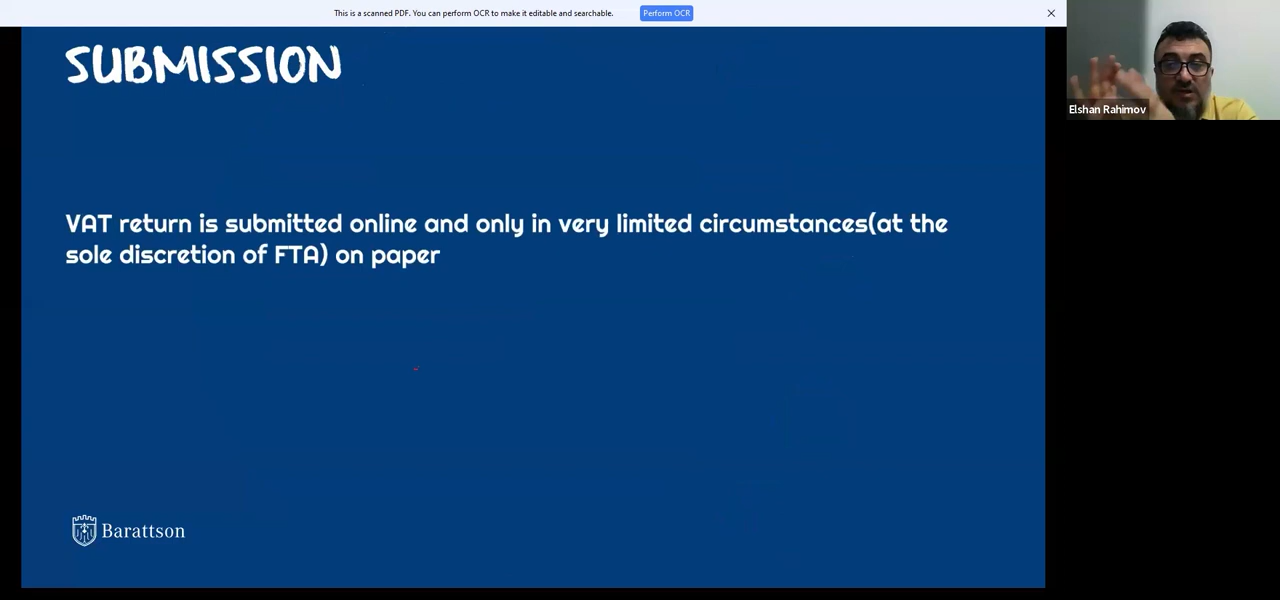 This is a scanned PDF. You can perform OCR to make it editable and searchable.
Perform OCR
SUBMISSION
Elshan Rahimov
VAT return is submitted online and only in very limited circumstances(at the
sole discretion of FTA) on paper
Barattson